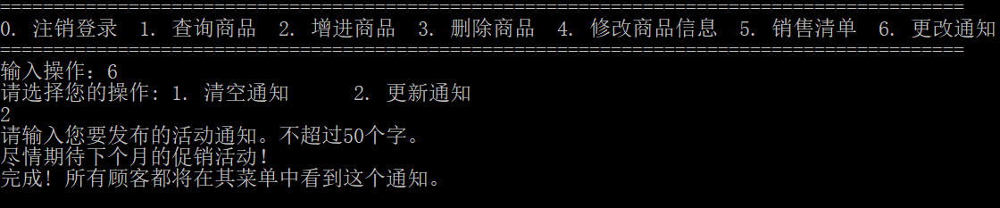 ==========================================================================================
0. 注销登录  1. 查询商品  2. 增进商品  3. 删除商品  4. 修改商品信息  5. 销售清单  6. 更改通知
==========================================================================================
输入操作：6
请选择您的操作：1. 清空通知      2. 更新通知
2
请输入您要发布的活动通知。不超过50个字。
尽情期待下个月的促销活动！
完成！所有顾客都将在其菜单中看到这个通知。